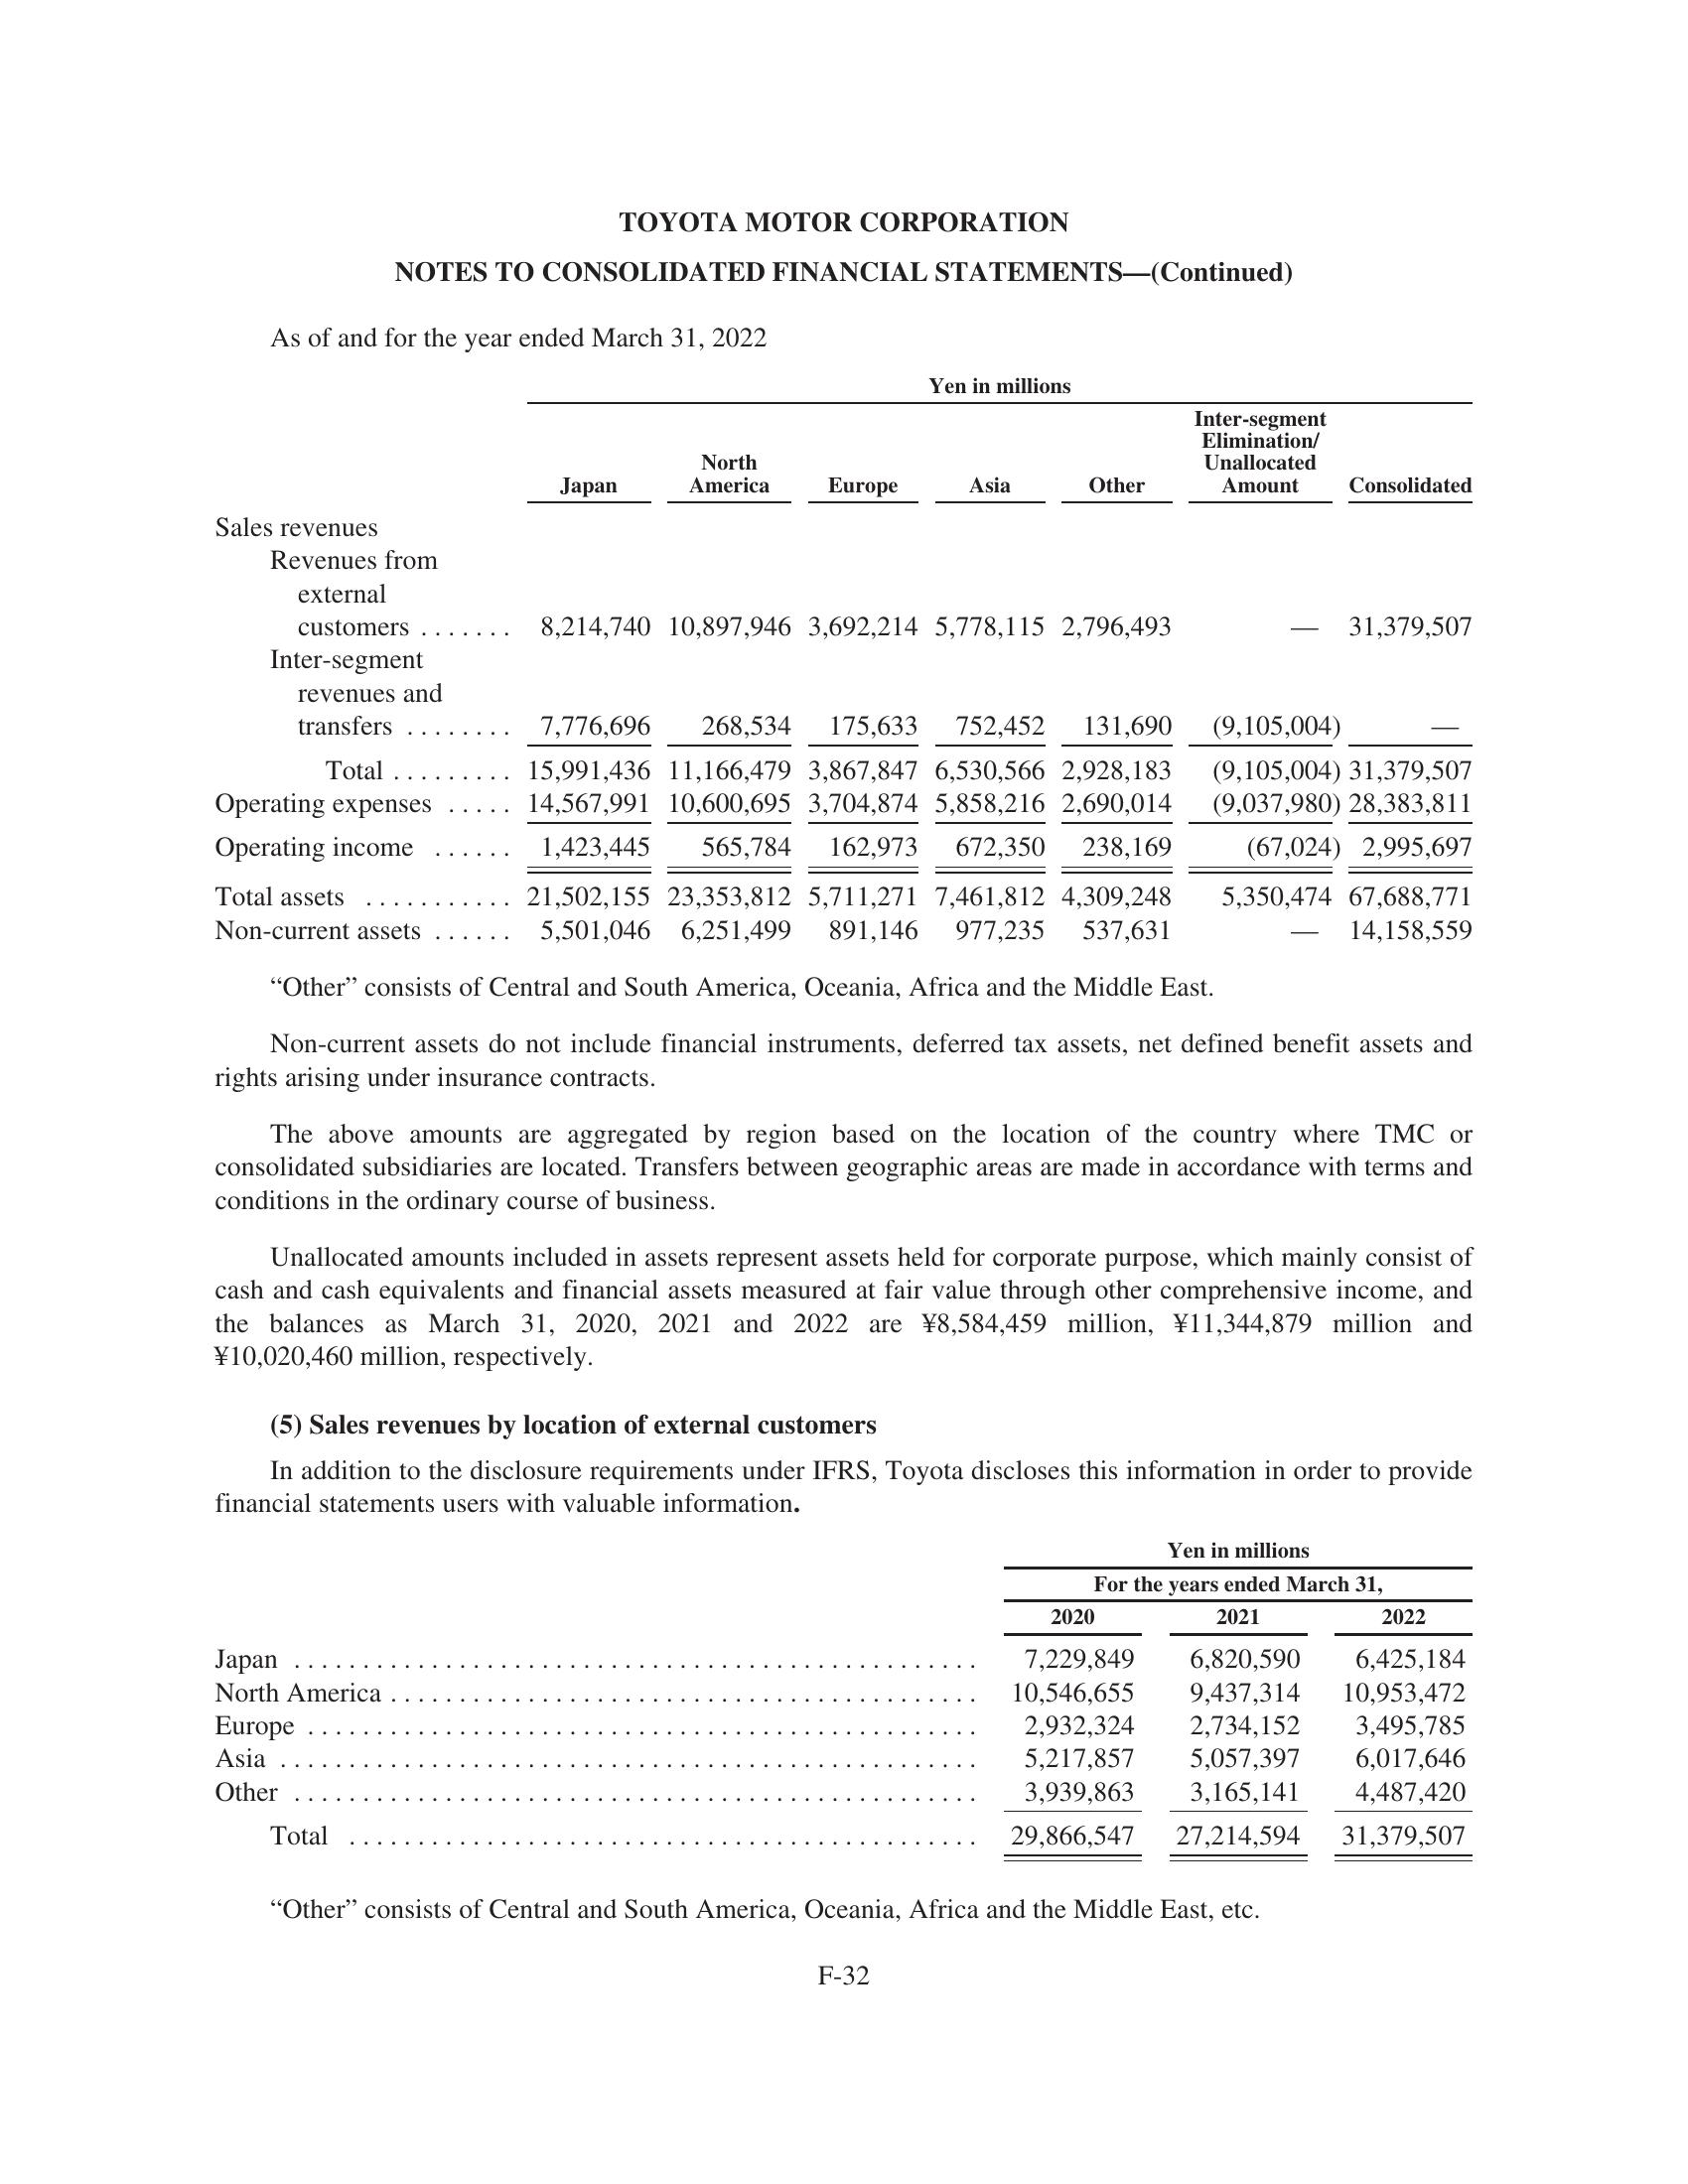 TOYOTA MOTOR CORPORATION
NOTES TO CONSOLIDATED FINANCIAL STATEMENTS—(Continued)
As of and for the year ended March 31, 2022
Yen in millions
Japan North America Europe Asia Other Inter-segment Elimination/ Unallocated Amount Consolidated
Sales revenues
Revenues from
external
customers ....... 8,214,740 10,897,946 3,692,214 5,778,115 2,796,493 — 31,379,507
Inter-segment
revenues and
transfers ........ 7,776,696 268,534 175,633 752,452 131,690 (9,105,004) —
Total ......... 15,991,436 11,166,479 3,867,847 6,530,566 2,928,183 (9,105,004) 31,379,507
Operating expenses ..... 14,567,991 10,600,695 3,704,874 5,858,216 2,690,014 (9,037,980) 28,383,811
Operating income ...... 1,423,445 565,784 162,973 672,350 238,169 (67,024) 2,995,697
Total assets ........... 21,502,155 23,353,812 5,711,271 7,461,812 4,309,248 5,350,474 67,688,771
Non-current assets ...... 5,501,046 6,251,499 891,146 977,235 537,631 — 14,158,559
“Other” consists of Central and South America, Oceania, Africa and the Middle East.
Non-current assets do not include financial instruments, deferred tax assets, net defined benefit assets and
rights arising under insurance contracts.
The above amounts are aggregated by region based on the location of the country where TMC or
consolidated subsidiaries are located. Transfers between geographic areas are made in accordance with terms and
conditions in the ordinary course of business.
Unallocated amounts included in assets represent assets held for corporate purpose, which mainly consist of
cash and cash equivalents and financial assets measured at fair value through other comprehensive income, and
the balances as March 31, 2020, 2021 and 2022 are ¥8,584,459 million, ¥11,344,879 million and
¥10,020,460 million, respectively.
(5) Sales revenues by location of external customers
In addition to the disclosure requirements under IFRS, Toyota discloses this information in order to provide
financial statements users with valuable information.
Yen in millions
For the years ended March 31,
2020 2021 2022
Japan .................................................. 7,229,849 6,820,590 6,425,184
North America ........................................... 10,546,655 9,437,314 10,953,472
Europe ................................................. 2,932,324 2,734,152 3,495,785
Asia ................................................... 5,217,857 5,057,397 6,017,646
Other .................................................. 3,939,863 3,165,141 4,487,420
Total .............................................. 29,866,547 27,214,594 31,379,507
“Other” consists of Central and South America, Oceania, Africa and the Middle East, etc.
F-32